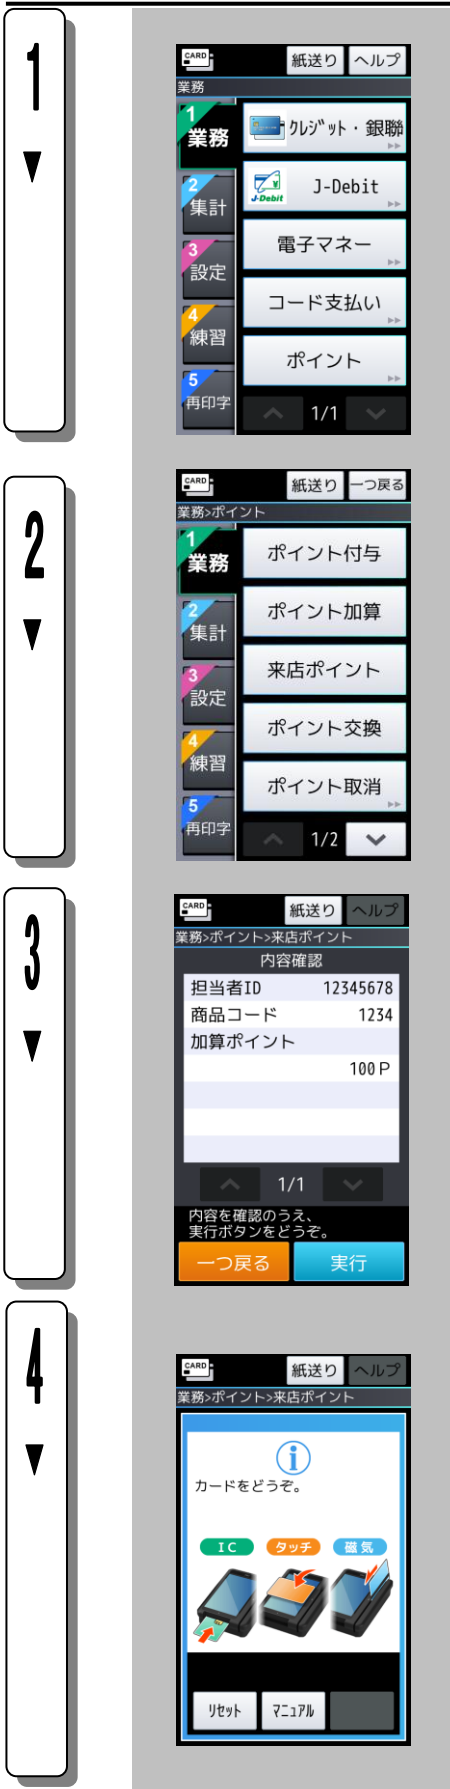 1
▼
CARD
紙送り ヘルプ
業務
1 業務
2 集計
3 設定
4 練習
5 再印字
クレジット・銀聯
J-Debit J-Debit
電子マネー
コード支払い
ポイント
1/1
2
▼
CARD
紙送り 一つ戻る
業務>ポイント
1 業務
2 集計
3 設定
4 練習
5 再印字
ポイント付与
ポイント加算
来店ポイント
ポイント交換
ポイント取消
1/2
3
▼
CARD
紙送り ヘルプ
業務>ポイント>来店ポイント
内容確認
担当者ID 12345678
商品コード 1234
加算ポイント
100 P
1/1
内容を確認のうえ、
実行ボタンをどうぞ。
一つ戻る 実行
4
▼
CARD
紙送り ヘルプ
業務>ポイント>来店ポイント
カードをどうぞ。
IC タッチ 磁気
リセット マニュアル